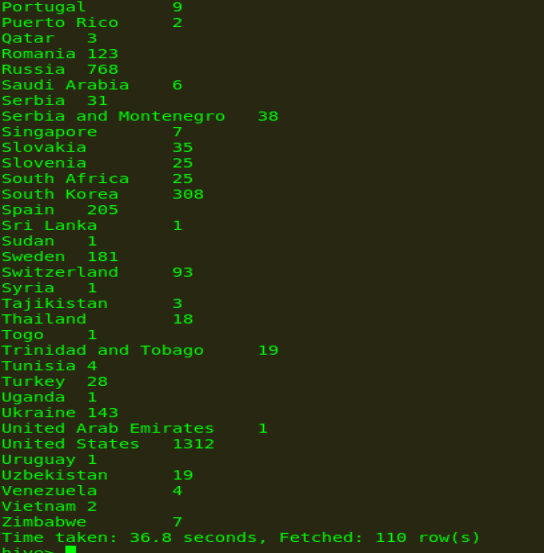 Portugal 9
Puerto Rico 2
Qatar 3
Romania 123
Russia 768
Saudi Arabia 6
Serbia 31
Serbia and Montenegro 38
Singapore 7
Slovakia 35
Slovenia 25
South Africa 25
South Korea 308
Spain 205
Sri Lanka 1
Sudan 1
Sweden 181
Switzerland 93
Syria 1
Tajikistan 3
Thailand 18
Togo 1
Trinidad and Tobago 19
Tunisia 4
Turkey 28
Uganda 1
Ukraine 143
United Arab Emirates 1
United States 1312
Uruguay 1
Uzbekistan 19
Venezuela 4
Vietnam 2
Zimbabwe 7
Time taken: 36.8 seconds, Fetched: 110 row(s)
hive>